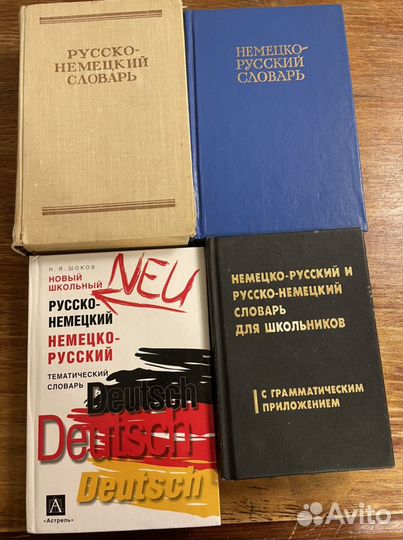 РУССКО-
НЕМЕЦКИЙ
СЛОВАРЬ
НЕМЕЦКО-
РУССКИЙ
СЛОВАРЬ
Н. Я. ШОКОВ
НОВЫЙ
ШКОЛЬНЫЙ
NEU
РУССКО-
НЕМЕЦКИЙ
НЕМЕЦКО-
РУССКИЙ
ТЕМАТИЧЕСКИЙ
СЛОВАРЬ
Deutsch
Deutsch
Deutsch
А
«Астрель»
НЕМЕЦКО-РУССКИЙ И
РУССКО-НЕМЕЦКИЙ
СЛОВАРЬ
ДЛЯ ШКОЛЬНИКОВ
С ГРАММАТИЧЕСКИМ
ПРИЛОЖЕНИЕМ
Avito